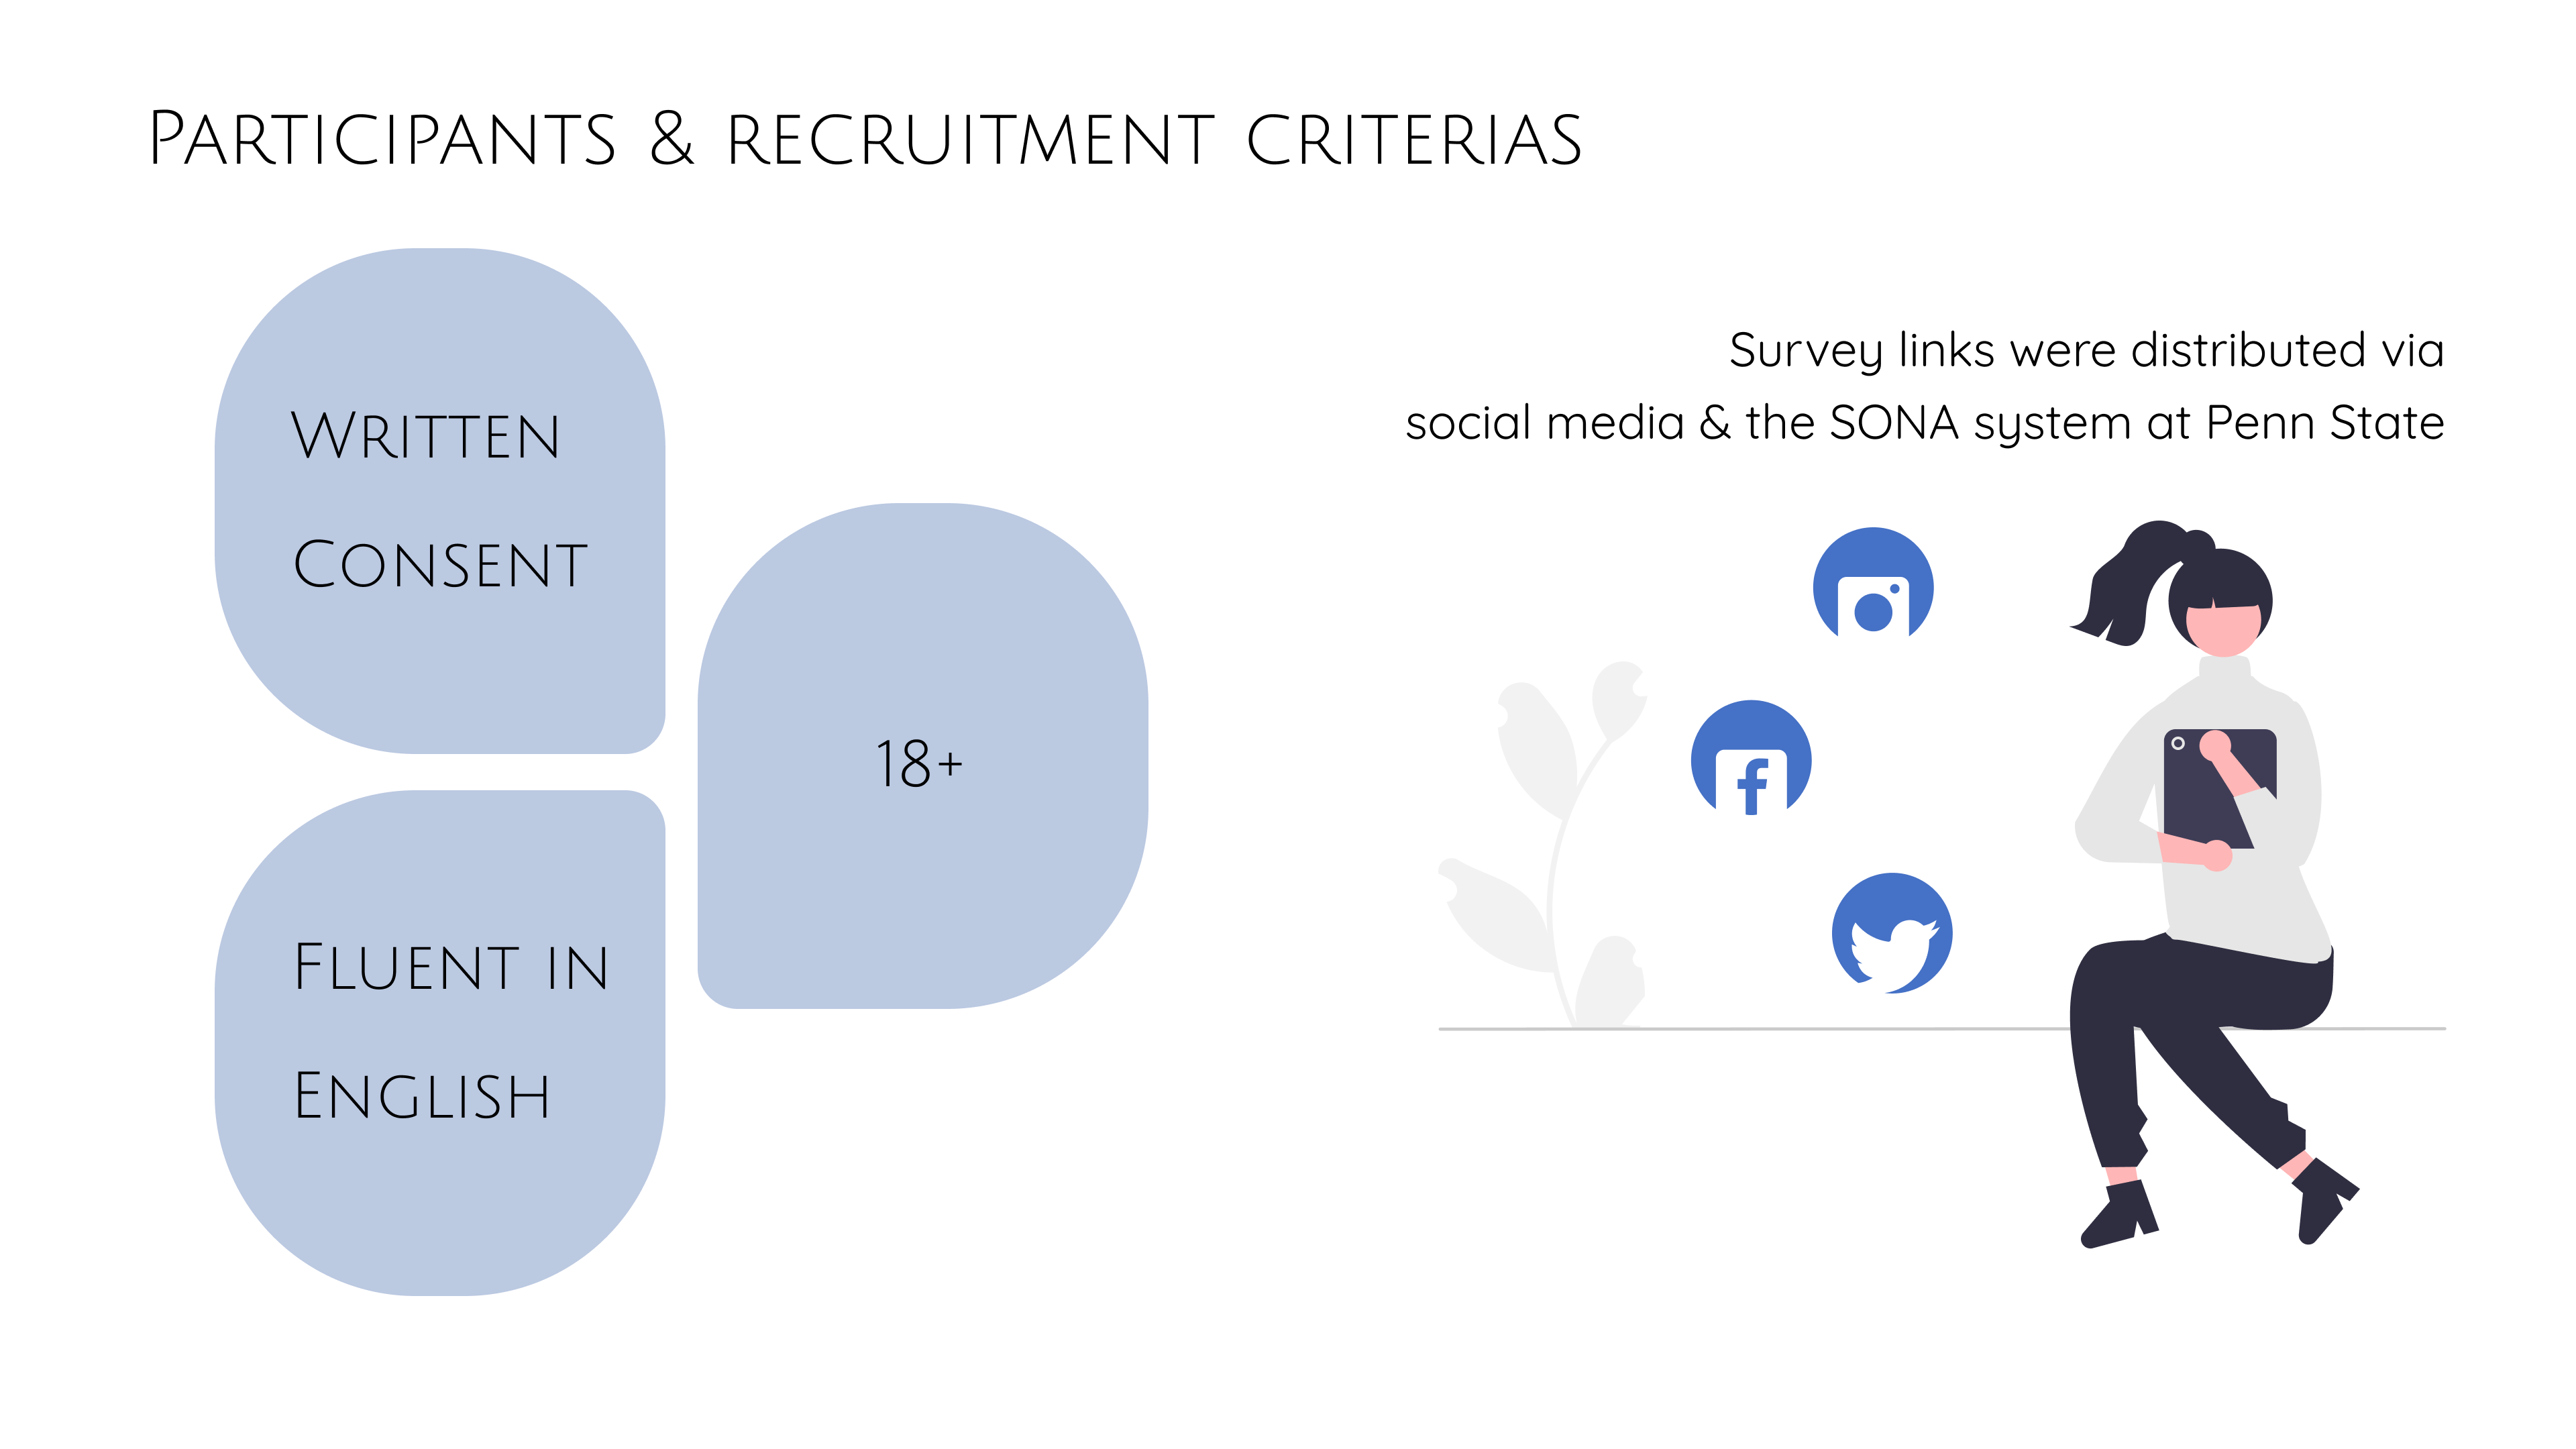 Participants & recruitment criterias
Written
Consent
18+
Fluent in
English
Survey links were distributed via
social media & the SONA system at Penn State